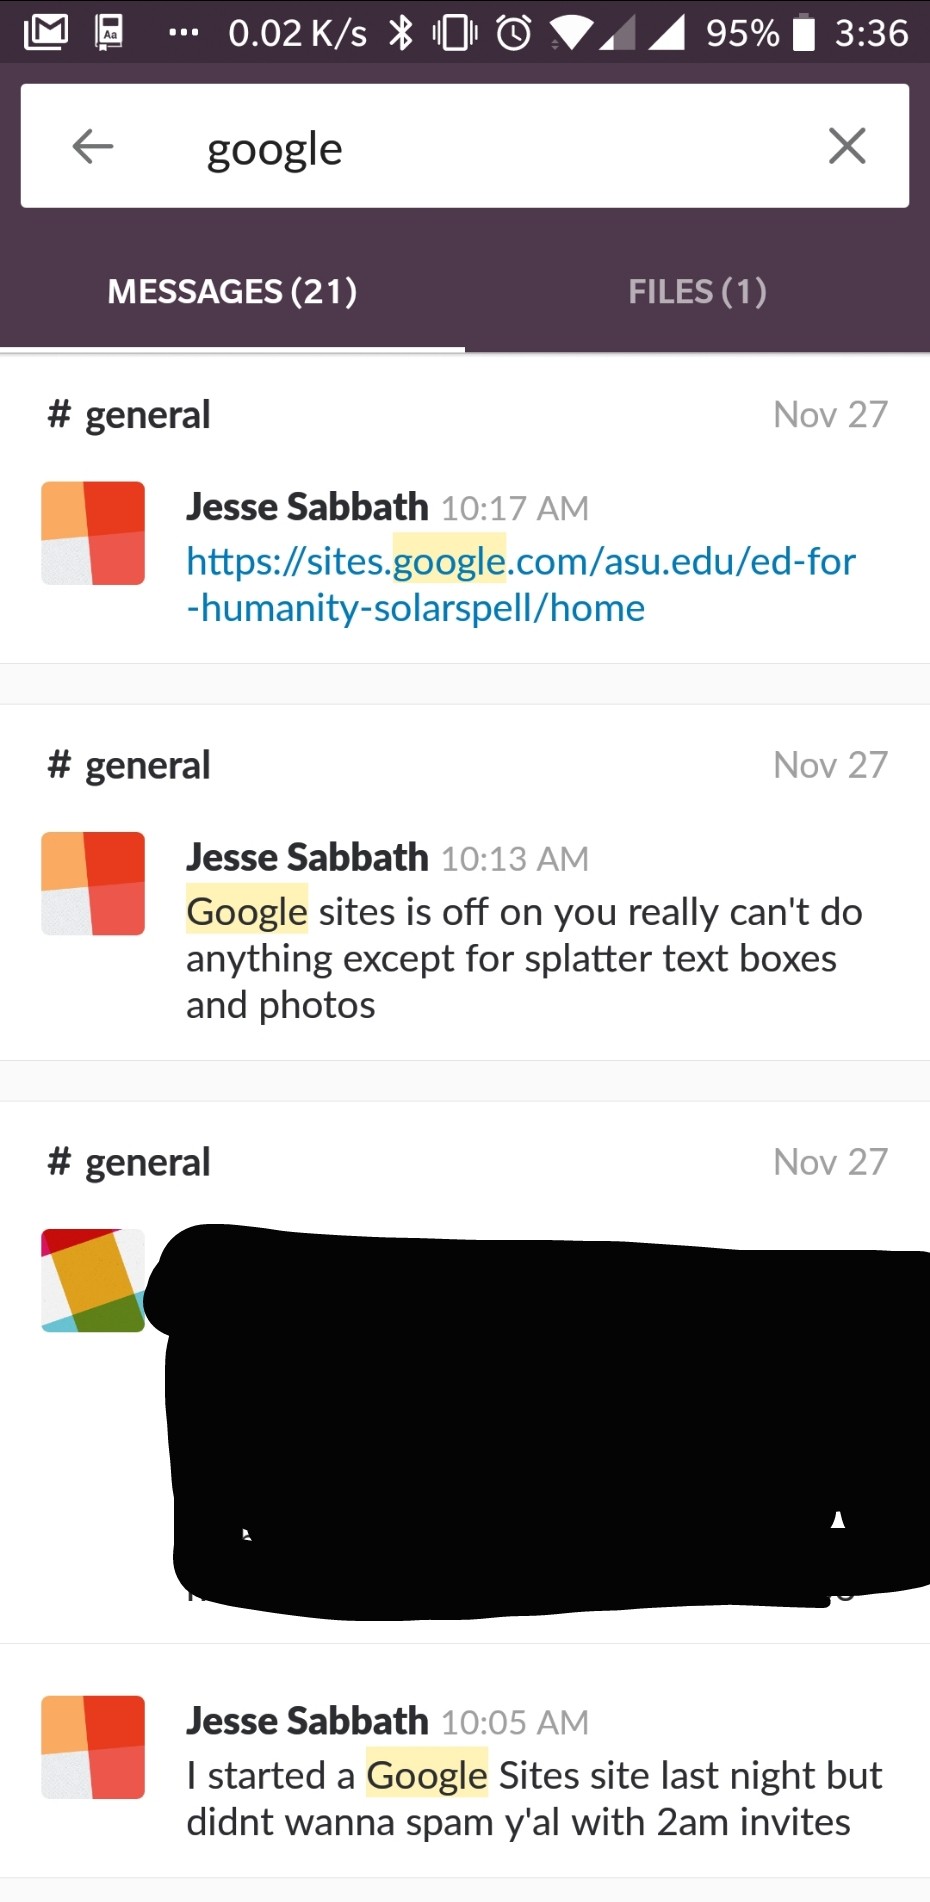 0.02 K/s 95% 3:36
google
MESSAGES (21) FILES (1)
# general Nov 27
Jesse Sabbath 10:17 AM
https://sites.google.com/asu.edu/ed-for
-humanity-solarspell/home
# general Nov 27
Jesse Sabbath 10:13 AM
Google sites is off on you really can't do
anything except for splatter text boxes
and photos
# general Nov 27
Jesse Sabbath 10:05 AM
I started a Google Sites site last night but
didnt wanna spam y'al with 2am invites